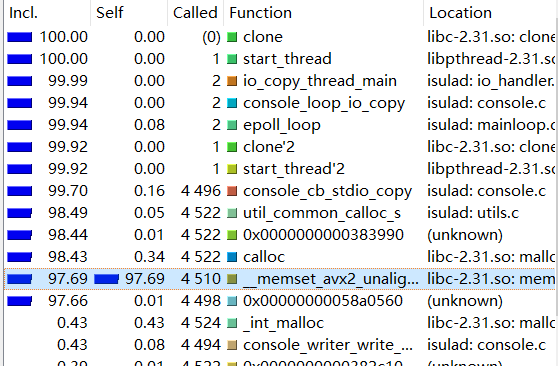 Incl. Self Called Function Location
100.00 0.00 (0) clone libc-2.31.so: clone
100.00 0.00 1 start_thread libpthread-2.31.so
99.99 0.00 2 io_copy_thread_main isulad: io_handler.
99.94 0.00 2 console_loop_io_copy isulad: console.c
99.94 0.08 2 epoll_loop isulad: mainloop.c
99.92 0.00 1 clone'2 libc-2.31.so: clone
99.92 0.00 1 start_thread'2 libpthread-2.31.so
99.70 0.16 4 496 console_cb_stdio_copy isulad: console.c
98.49 0.05 4 522 util_common_calloc_s isulad: utils.c
98.44 0.01 4 522 0x0000000000383990 (unknown)
98.43 0.34 4 522 calloc libc-2.31.so: mallo
97.69 97.69 4 510 __memset_avx2_unalig... libc-2.31.so: mem
97.66 0.01 4 498 0x00000000058a0560 (unknown)
0.43 0.43 4 524 _int_malloc libc-2.31.so: mallo
0.43 0.08 4 494 console_writer_write_... isulad: console.c